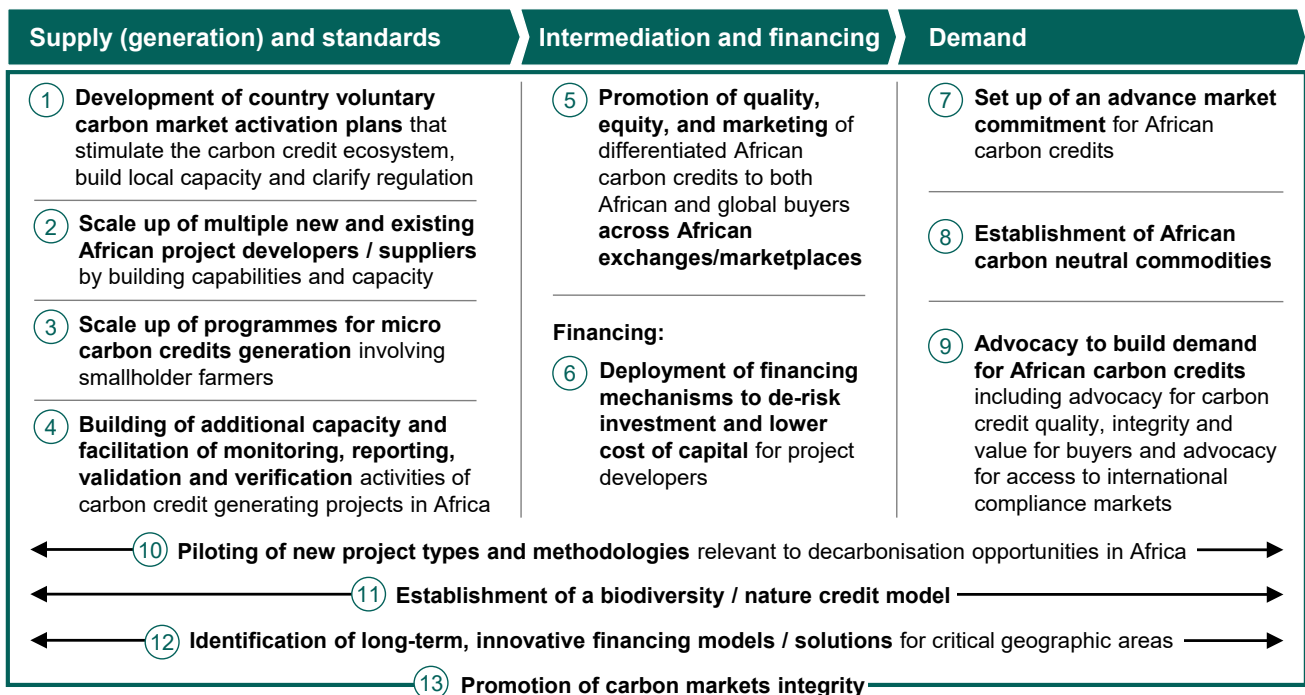 Supply (generation) and standards
Intermediation and financing
Demand
1
Development of country voluntary
carbon market activation plans that
stimulate the carbon credit ecosystem,
build local capacity and clarify regulation
2
Scale up of multiple new and existing
African project developers / suppliers
by building capabilities and capacity
3
Scale up of programmes for micro
carbon credits generation involving
smallholder farmers
4
Building of additional capacity and
facilitation of monitoring, reporting,
validation and verification activities of
carbon credit generating projects in Africa
5
Promotion of quality,
equity, and marketing of
differentiated African
carbon credits to both
African and global buyers
across African
exchanges/marketplaces
Financing:
6
Deployment of financing
mechanisms to de-risk
investment and lower
cost of capital for project
developers
7
Set up of an advance market
commitment for African
carbon credits
8
Establishment of African
carbon neutral commodities
9
Advocacy to build demand
for African carbon credits
including advocacy for carbon
credit quality, integrity and
value for buyers and advocacy
for access to international
compliance markets
10 Piloting of new project types and methodologies relevant to decarbonisation opportunities in Africa
11 Establishment of a biodiversity / nature credit model
12 Identification of long-term, innovative financing models / solutions for critical geographic areas
13 Promotion of carbon markets integrity